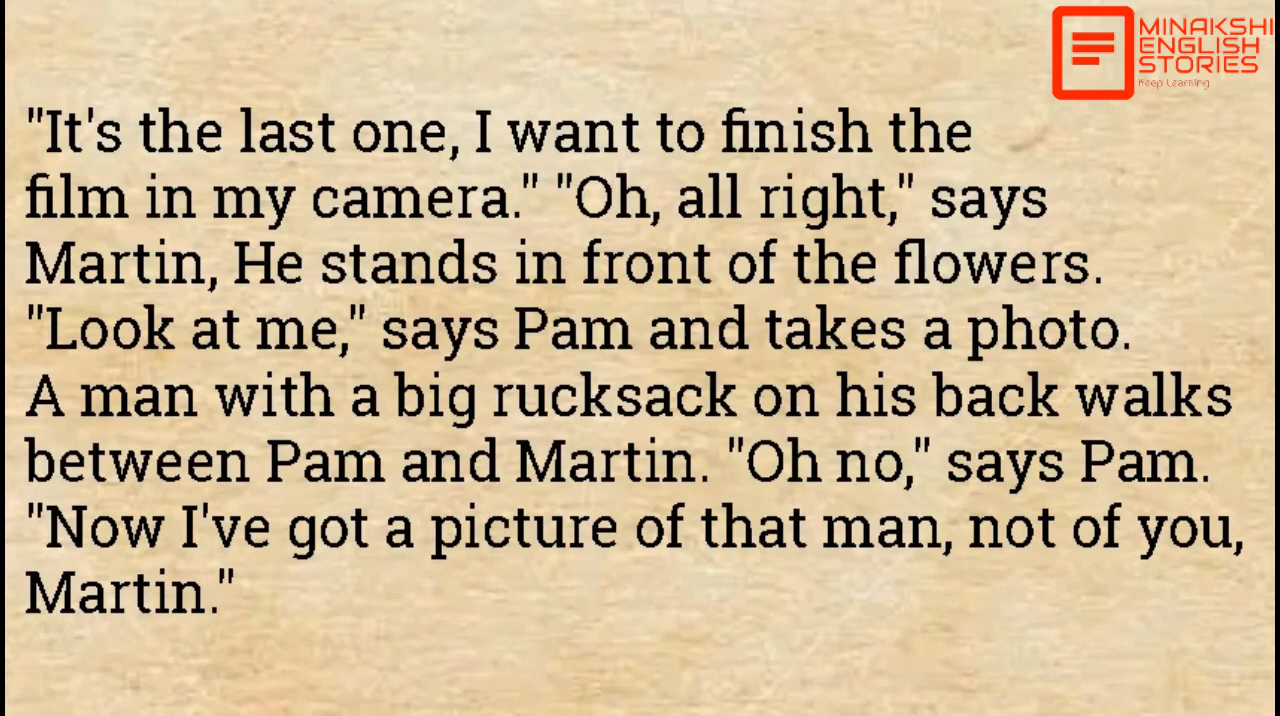 MINAKSHI
ENGLISH
STORIES
Keep Learning
"It's the last one, I want to finish the
film in my camera." "Oh, all right," says
Martin, He stands in front of the flowers.
"Look at me," says Pam and takes a photo.
A man with a big rucksack on his back walks
between Pam and Martin. "Oh no," says Pam.
"Now I've got a picture of that man, not of you,
Martin."